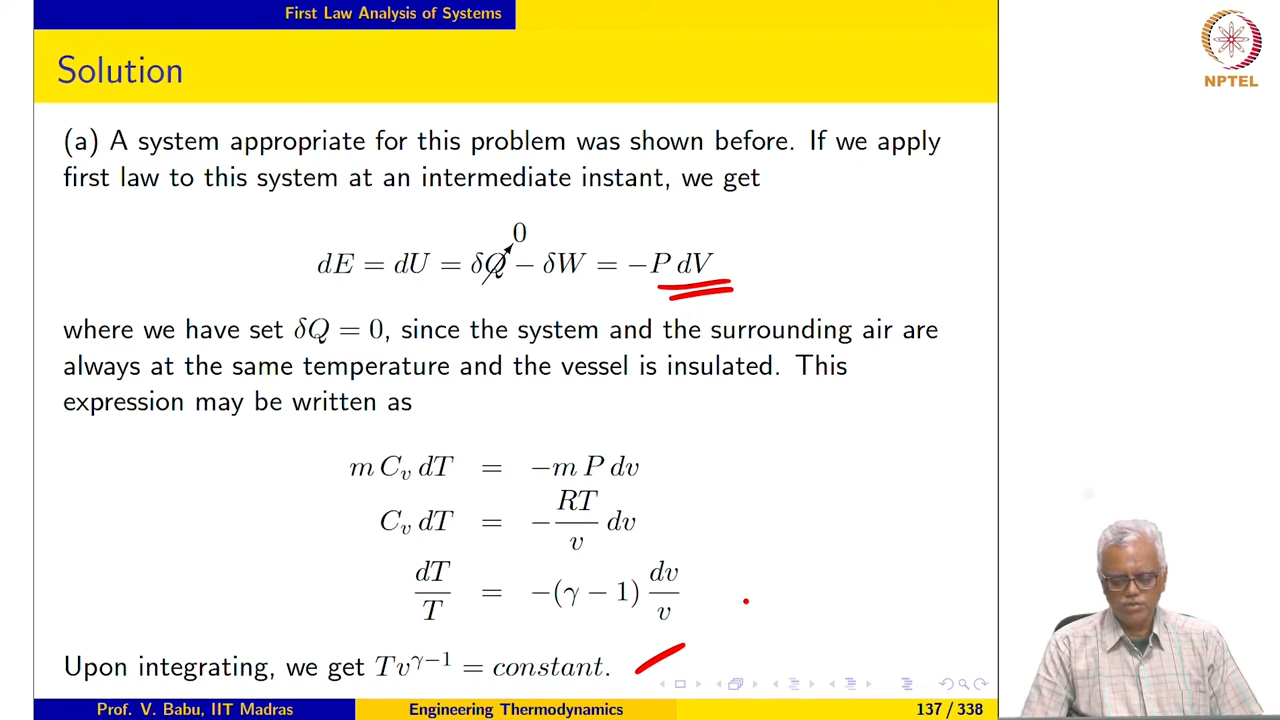 First Law Analysis of Systems
Solution
NPTEL
(a) A system appropriate for this problem was shown before. If we apply
first law to this system at an intermediate instant, we get
0
dE = dU = δQ − δW = −P dV
where we have set δQ = 0, since the system and the surrounding air are
always at the same temperature and the vessel is insulated. This
expression may be written as
m C_v dT = −m P dv
C_v dT = −\frac{RT}{v} dv
\frac{dT}{T} = −(γ − 1) \frac{dv}{v}
Upon integrating, we get Tv^{γ−1} = constant.
Prof. V. Babu, IIT Madras Engineering Thermodynamics 137 / 338